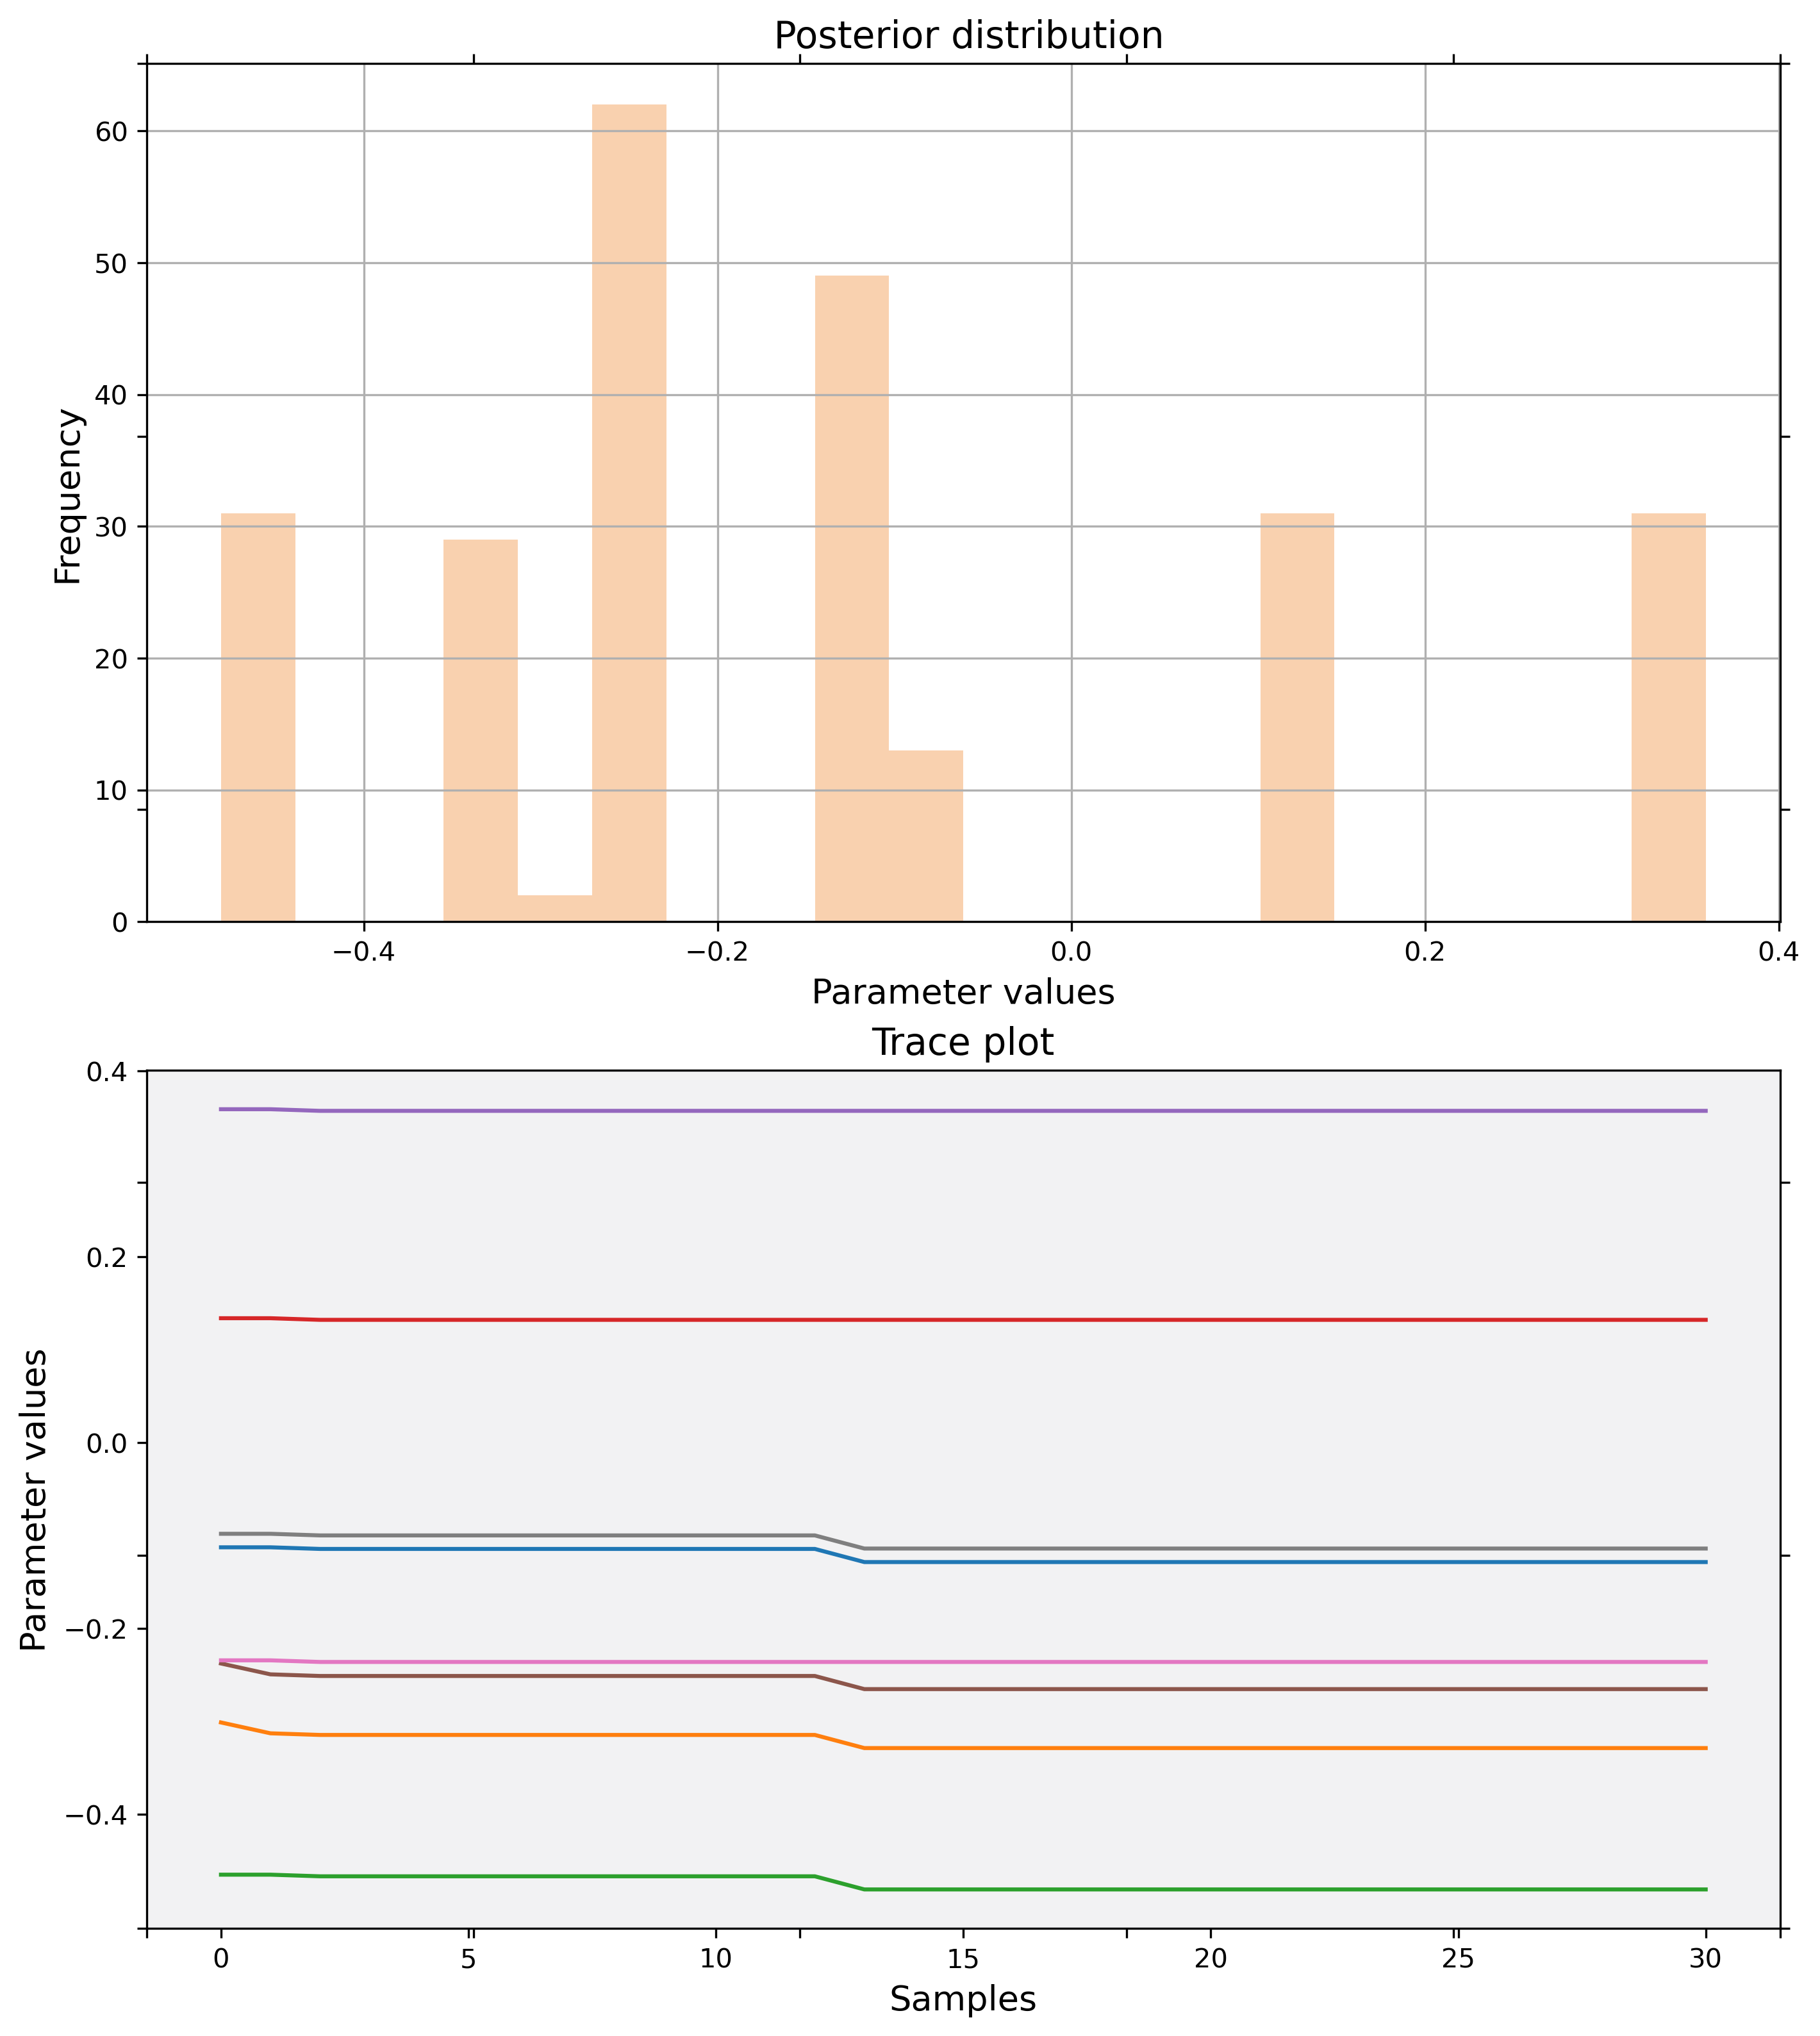 Posterior distribution
60
50
40
30
20
10
0
Frequency
−0.4 −0.2 0.0 0.2 0.4
Parameter values
Trace plot
0.4
0.2
0.0
−0.2
−0.4
Parameter values
0 5 10 15 20 25 30
Samples